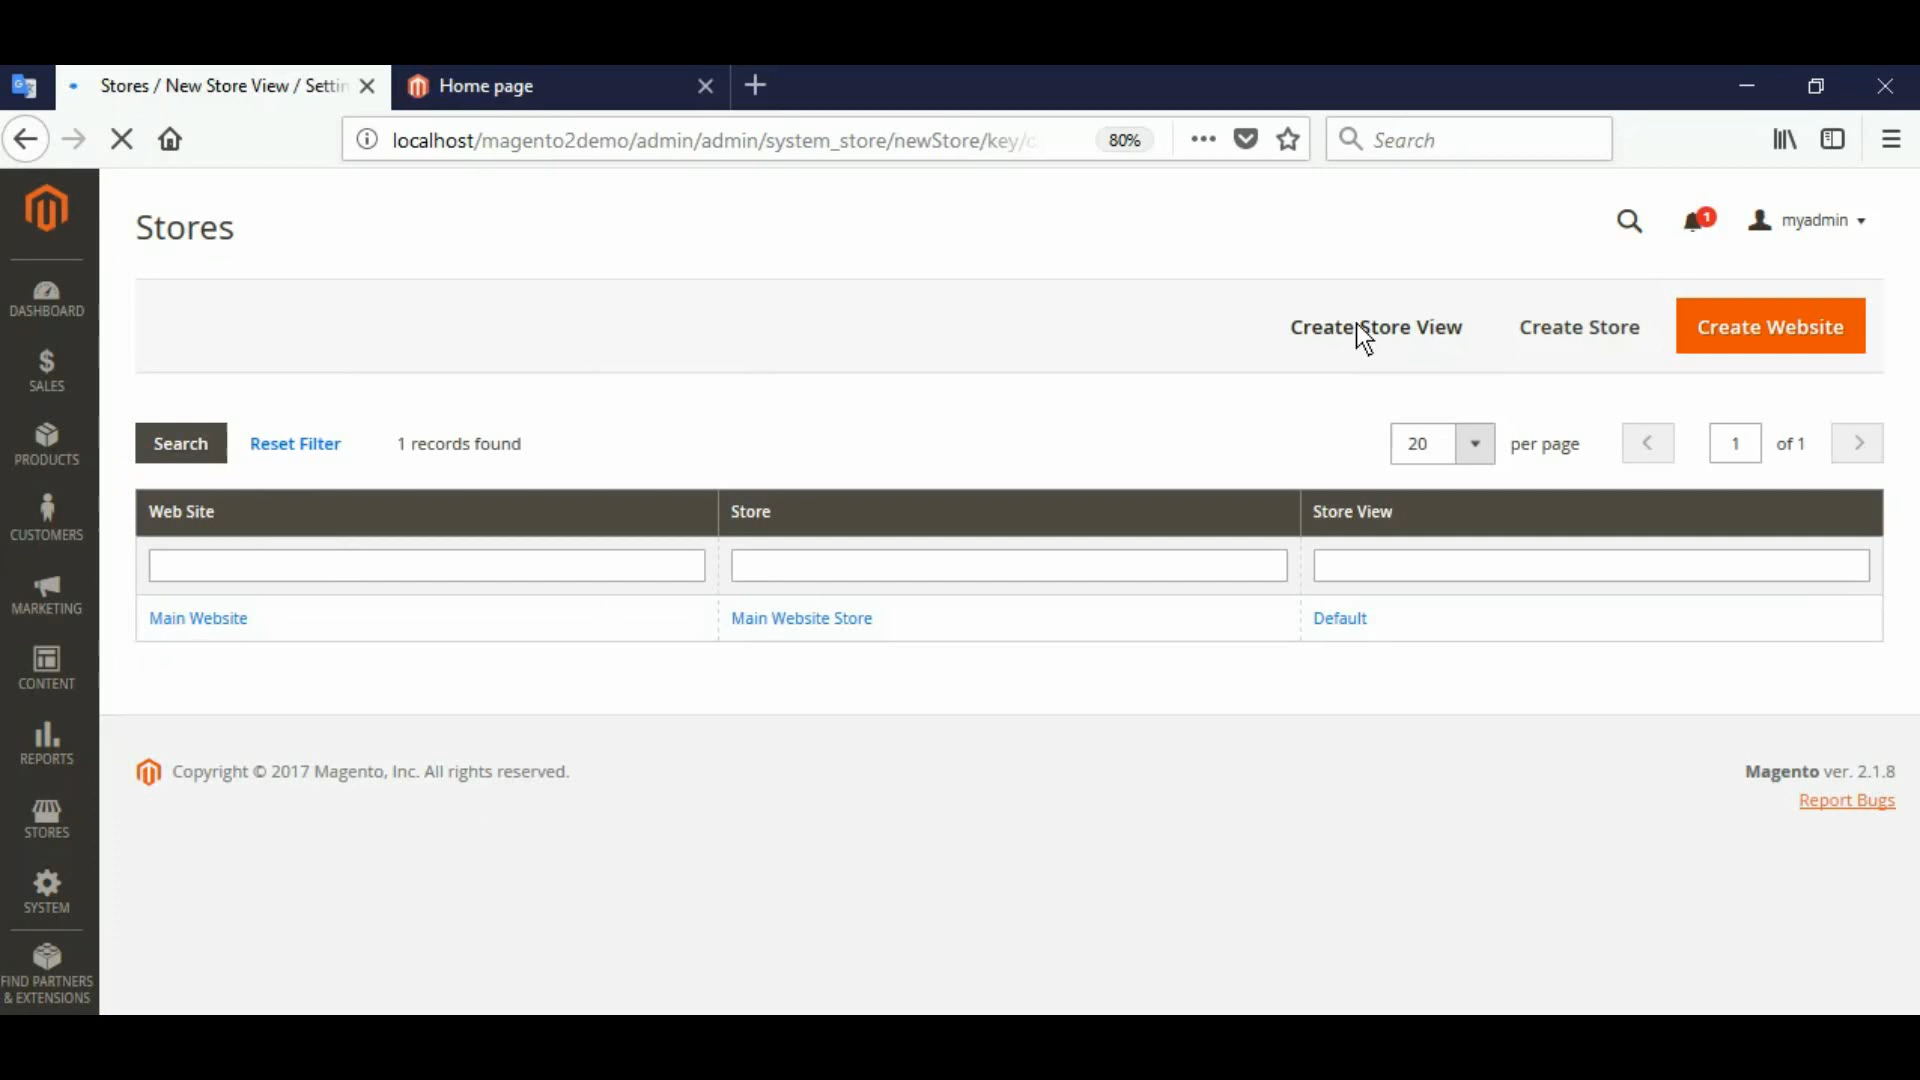 Stores / New Store View / Settin
Home page
localhost/magento2demo/admin/admin/system_store/newStore/key/c
80%
Search
Stores
1
myadmin
DASHBOARD
SALES
PRODUCTS
CUSTOMERS
MARKETING
CONTENT
REPORTS
STORES
SYSTEM
FIND PARTNERS
& EXTENSIONS
Create Store View
Create Store
Create Website
Search
Reset Filter
1 records found
20
per page
1
of 1
Web Site
Store
Store View
Main Website
Main Website Store
Default
Copyright © 2017 Magento, Inc. All rights reserved.
Magento ver. 2.1.8
Report Bugs